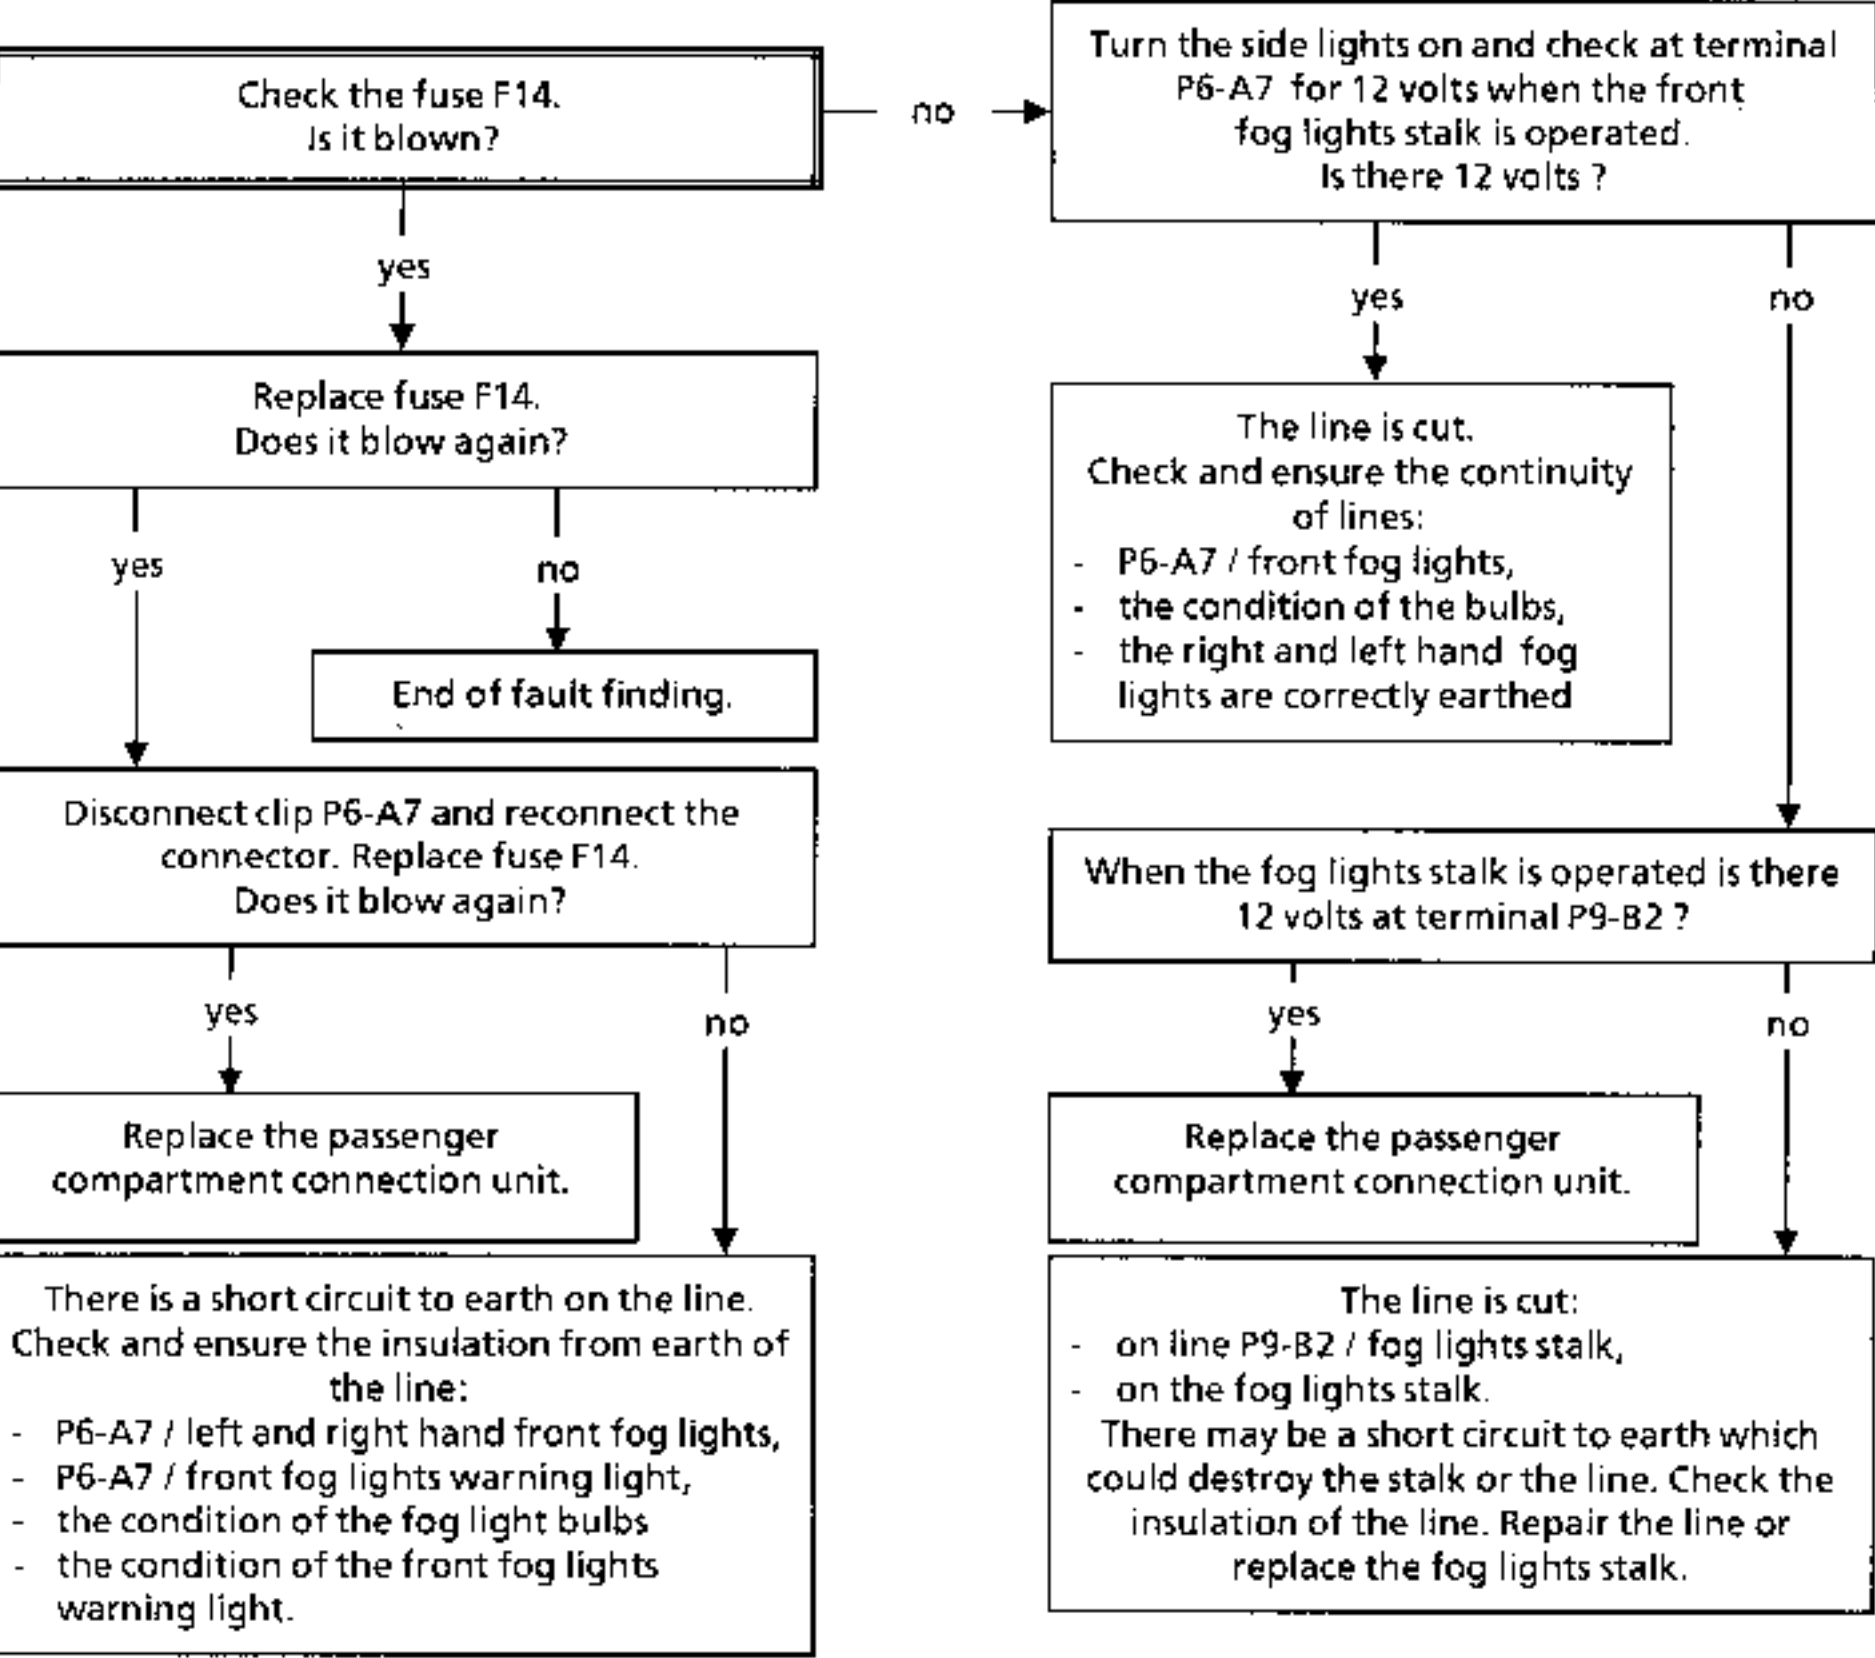 Check the fuse F14.
Is it blown?
no
Turn the side lights on and check at terminal
P6-A7 for 12 volts when the front
fog lights stalk is operated.
Is there 12 volts ?
yes
yes
no
Replace fuse F14.
Does it blow again?
The line is cut.
Check and ensure the continuity
of lines:
- P6-A7 / front fog lights,
- the condition of the bulbs,
- the right and left hand fog
lights are correctly earthed
yes
no
End of fault finding.
Disconnect clip P6-A7 and reconnect the
connector. Replace fuse F14.
Does it blow again?
When the fog lights stalk is operated is there
12 volts at terminal P9-B2 ?
yes
no
yes
no
Replace the passenger
compartment connection unit.
Replace the passenger
compartment connection unit.
There is a short circuit to earth on the line.
Check and ensure the insulation from earth of
the line:
- P6-A7 / left and right hand front fog lights,
- P6-A7 / front fog lights warning light,
- the condition of the fog light bulbs
- the condition of the front fog lights
warning light.
The line is cut:
- on line P9-B2 / fog lights stalk,
- on the fog lights stalk.
There may be a short circuit to earth which
could destroy the stalk or the line. Check the
insulation of the line. Repair the line or
replace the fog lights stalk.